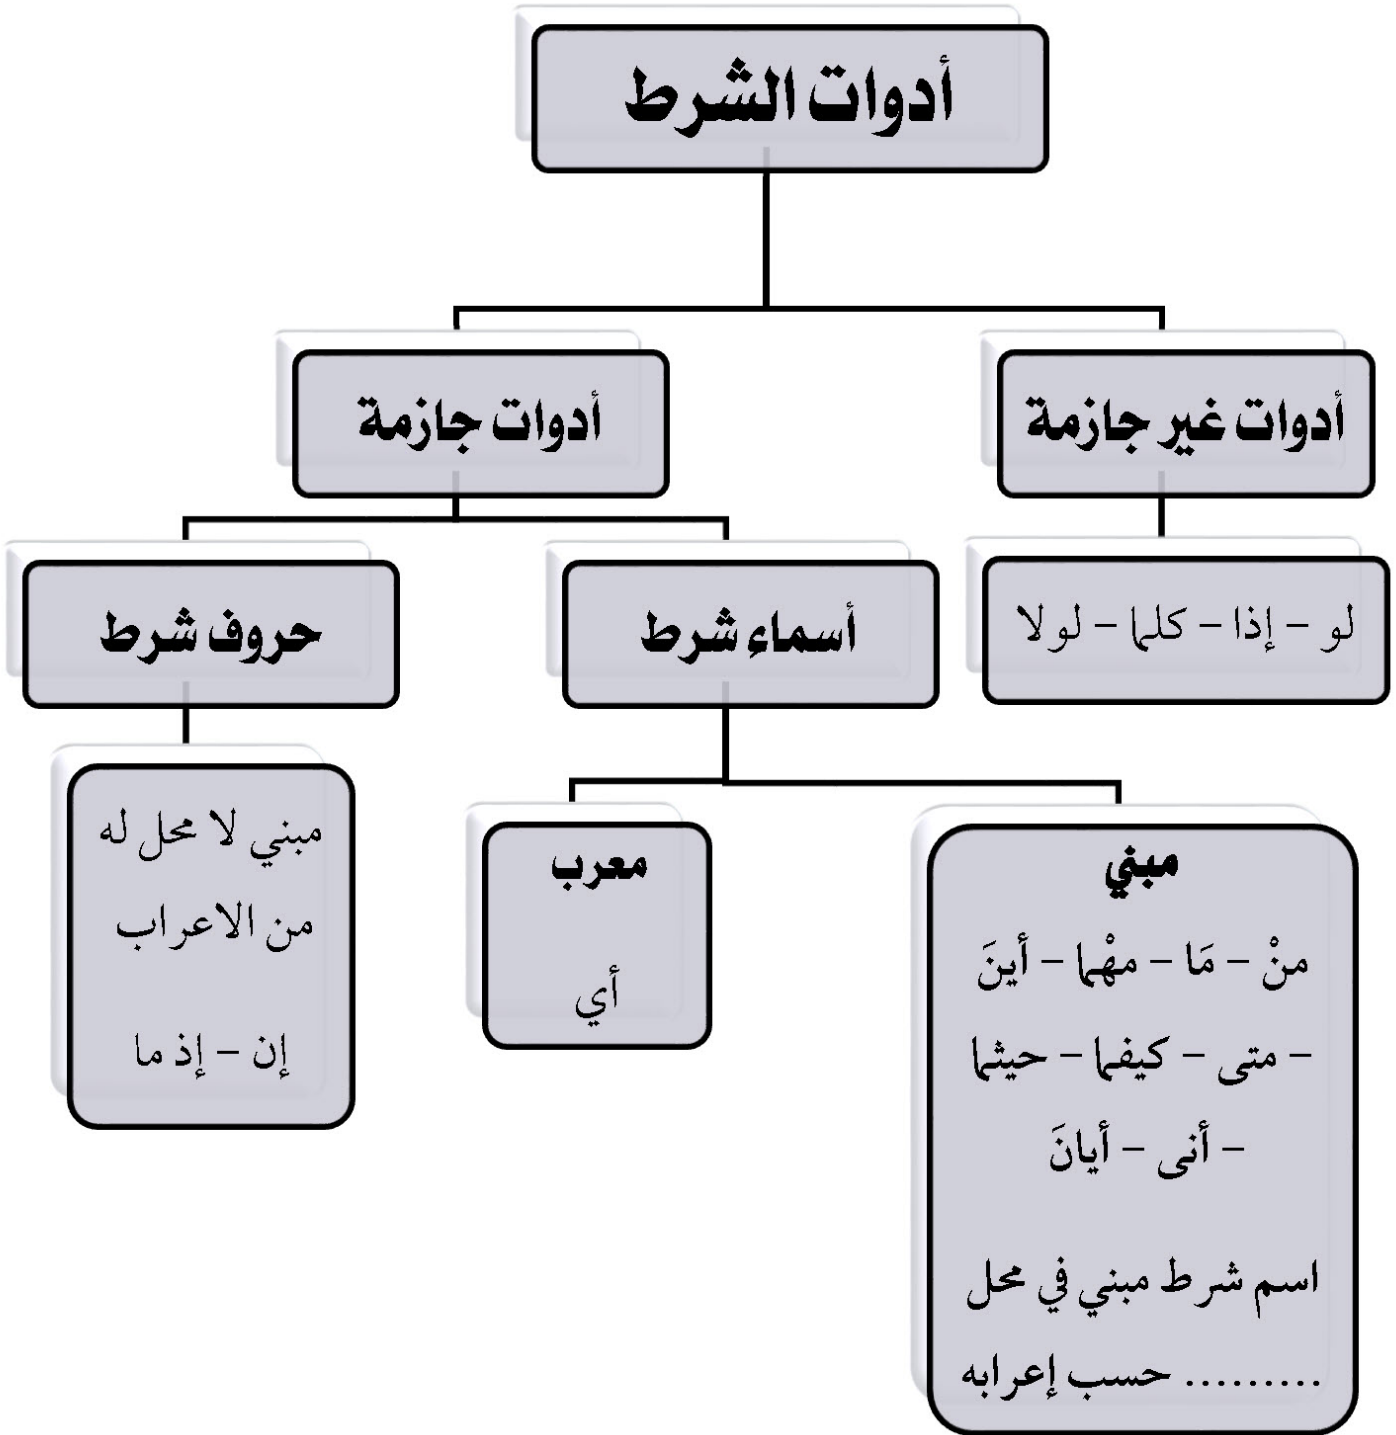 أدوات الشرط
أدوات غير جازمة
أدوات جازمة
لو – إذا – كلما – لولا
أسماء شرط
حروف شرط
مبني
منْ – مَا – مهْما – أينَ
– متى – كيفما – حيثما
– أنى – أيانَ
اسم شرط مبني في محل
......... حسب إعرابه
معرب
أي
مبني لا محل له
من الاعراب
إن – إذ ما